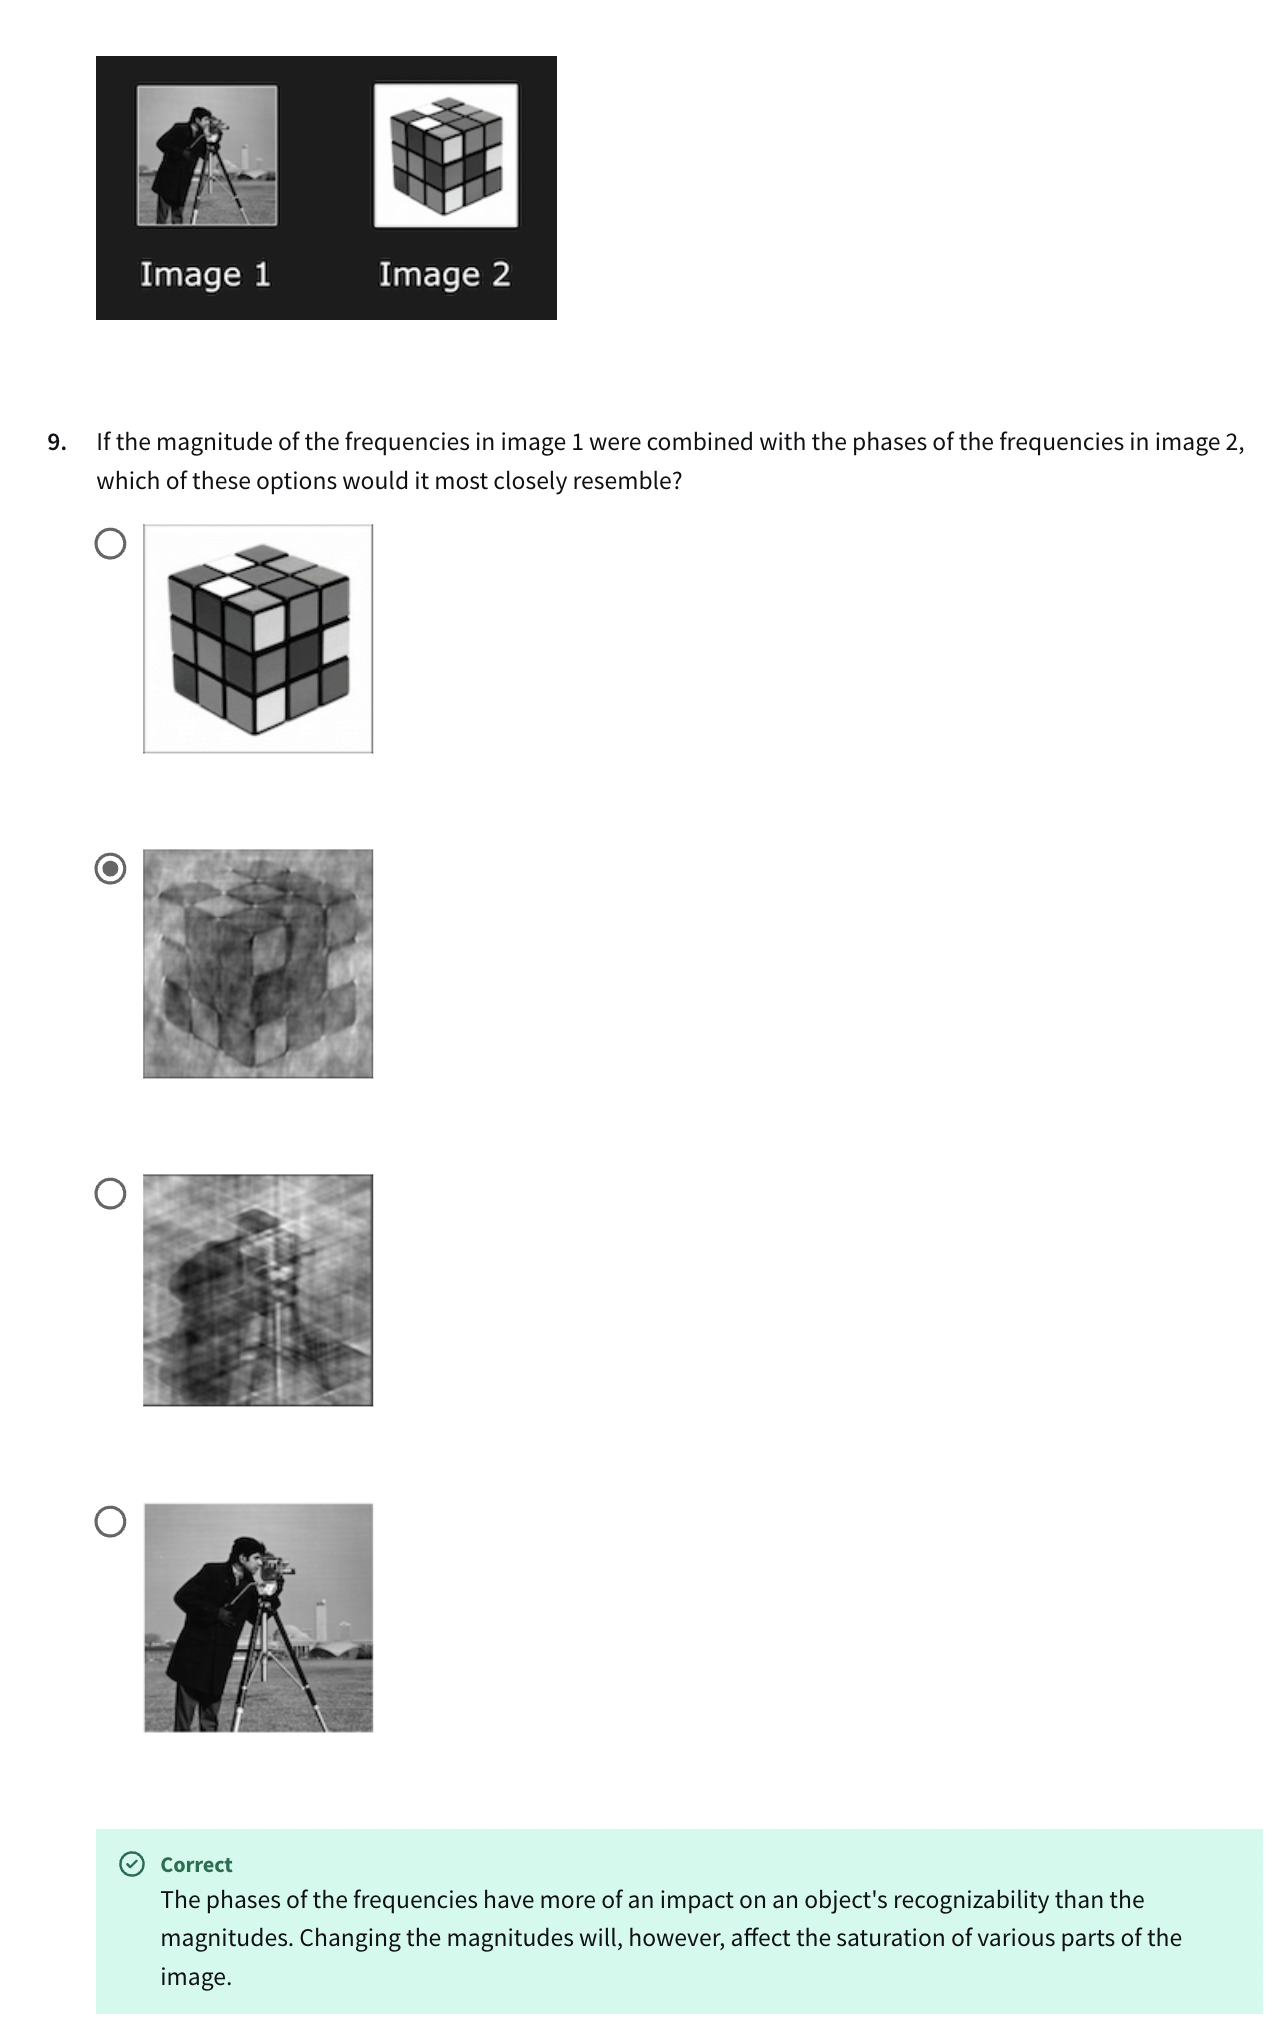 Image 1
Image 2
9. If the magnitude of the frequencies in image 1 were combined with the phases of the frequencies in image 2,
which of these options would it most closely resemble?
Correct
The phases of the frequencies have more of an impact on an object's recognizability than the
magnitudes. Changing the magnitudes will, however, affect the saturation of various parts of the
image.